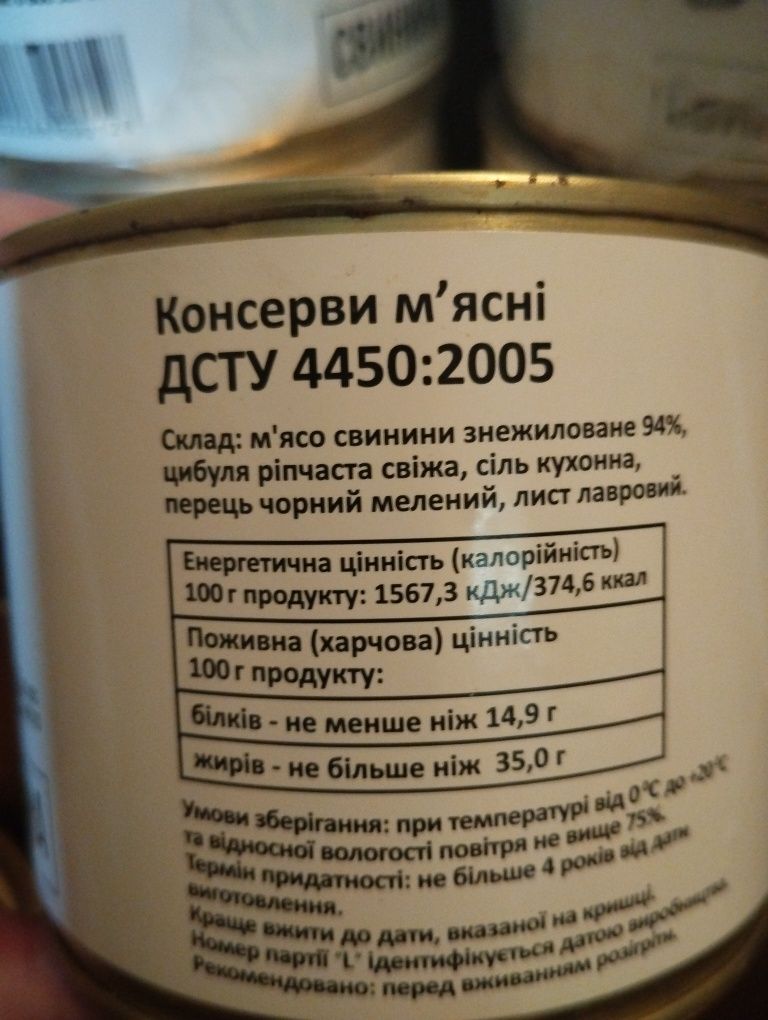 СВИНИ
Консерви м’ясні
ДСТУ 4450:2005
Склад: м'ясо свинини знежиловане 94%,
цибуля ріпчаста свіжа, сіль кухонна,
перець чорний мелений, лист лавровий.
Енергетична цінність (калорійність)
100 г продукту: 1567,3 кДж/374,6 ккал
Поживна (харчова) цінність
100 г продукту:
білків - не менше ніж 14,9 г
жирів - не більше ніж 35,0 г
Умови зберігання: при температурі від 0°С до +20°С
та відносної вологості повітря не вище 75%.
Термін придатності: не більше 4 років від дати
виготовлення.
Краще вжити до дати, вказаної на кришці.
Номер партії "L" ідентифікується датою виробництва.
Рекомендовано: перед вживанням розігріти.